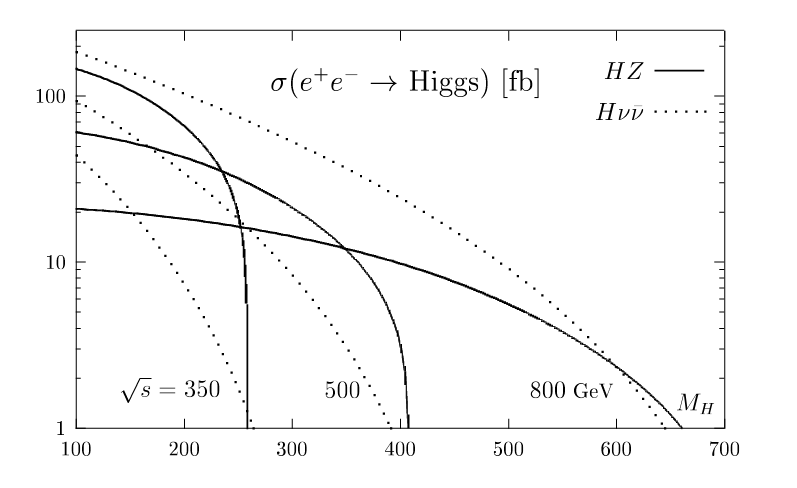 σ(e⁺e⁻ → Higgs) [fb]
HZ
Hνν̄
100
10
1
√s = 350
500
800 GeV
M_H
100 200 300 400 500 600 700